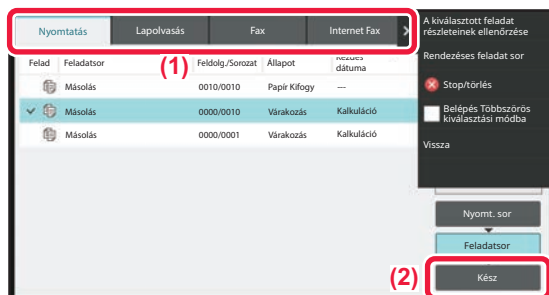 Nyomtatás Lapolvasás Fax Internet Fax
(1)
Felad Feladatsor Feldolg./Sorozat Állapot Kezdés
dátuma
Másolás 0010/0010 Papír Kifogy ---
Másolás 0000/0010 Várakozás Kalkuláció
Másolás 0000/0001 Várakozás Kalkuláció
A kiválasztott feladat
részleteinek ellenőrzése
Rendezéses feladat sor
Stop/törlés
Belépés Többszörös
kiválasztási módba
Vissza
Nyomt. sor
Feladatsor
(2) Kész